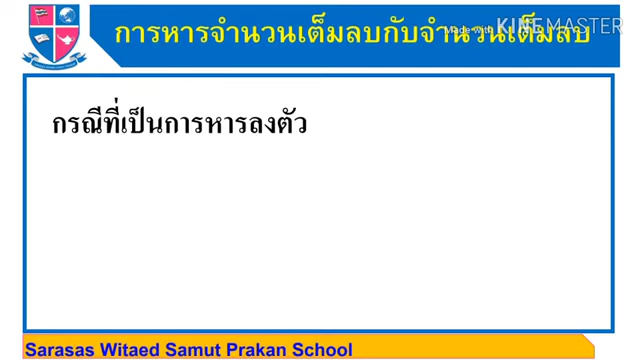 การหารจำนวนเต็มลบกับจำนวนเต็มลบ
Made with KINEMASTER
กรณีที่เป็นการหารลงตัว
Sarasas Witaed Samut Prakan School